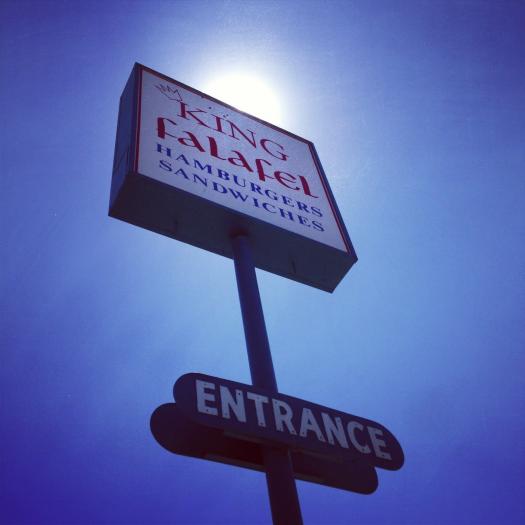 KING
falafel
HAMBURGERS
SANDWICHES
ENTRANCE